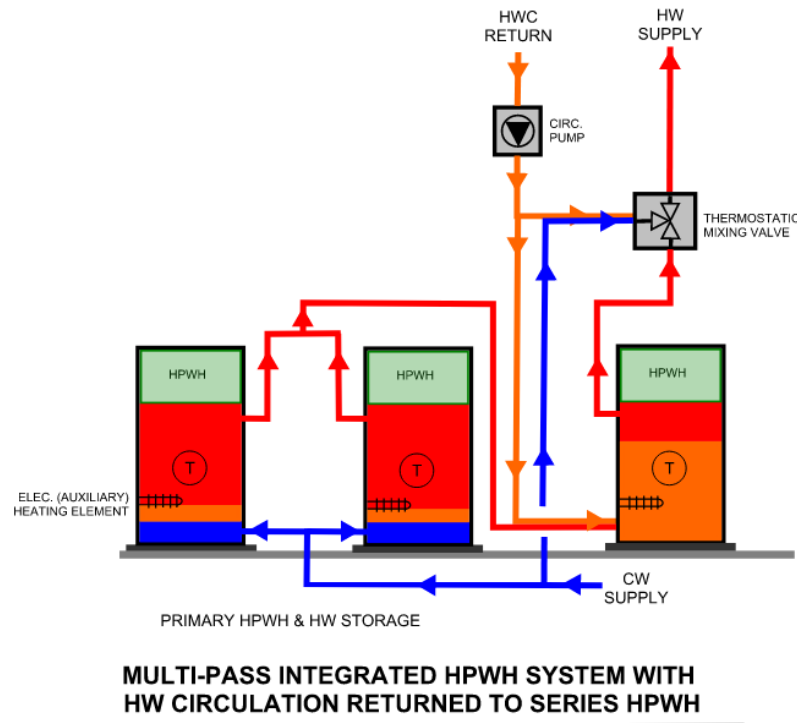 HWC
RETURN
HW
SUPPLY
CIRC.
PUMP
THERMOSTATIC
MIXING VALVE
HPWH
HPWH
HPWH
T
T
T
ELEC. (AUXILIARY)
HEATING ELEMENT
CW
SUPPLY
PRIMARY HPWH & HW STORAGE
MULTI-PASS INTEGRATED HPWH SYSTEM WITH
HW CIRCULATION RETURNED TO SERIES HPWH